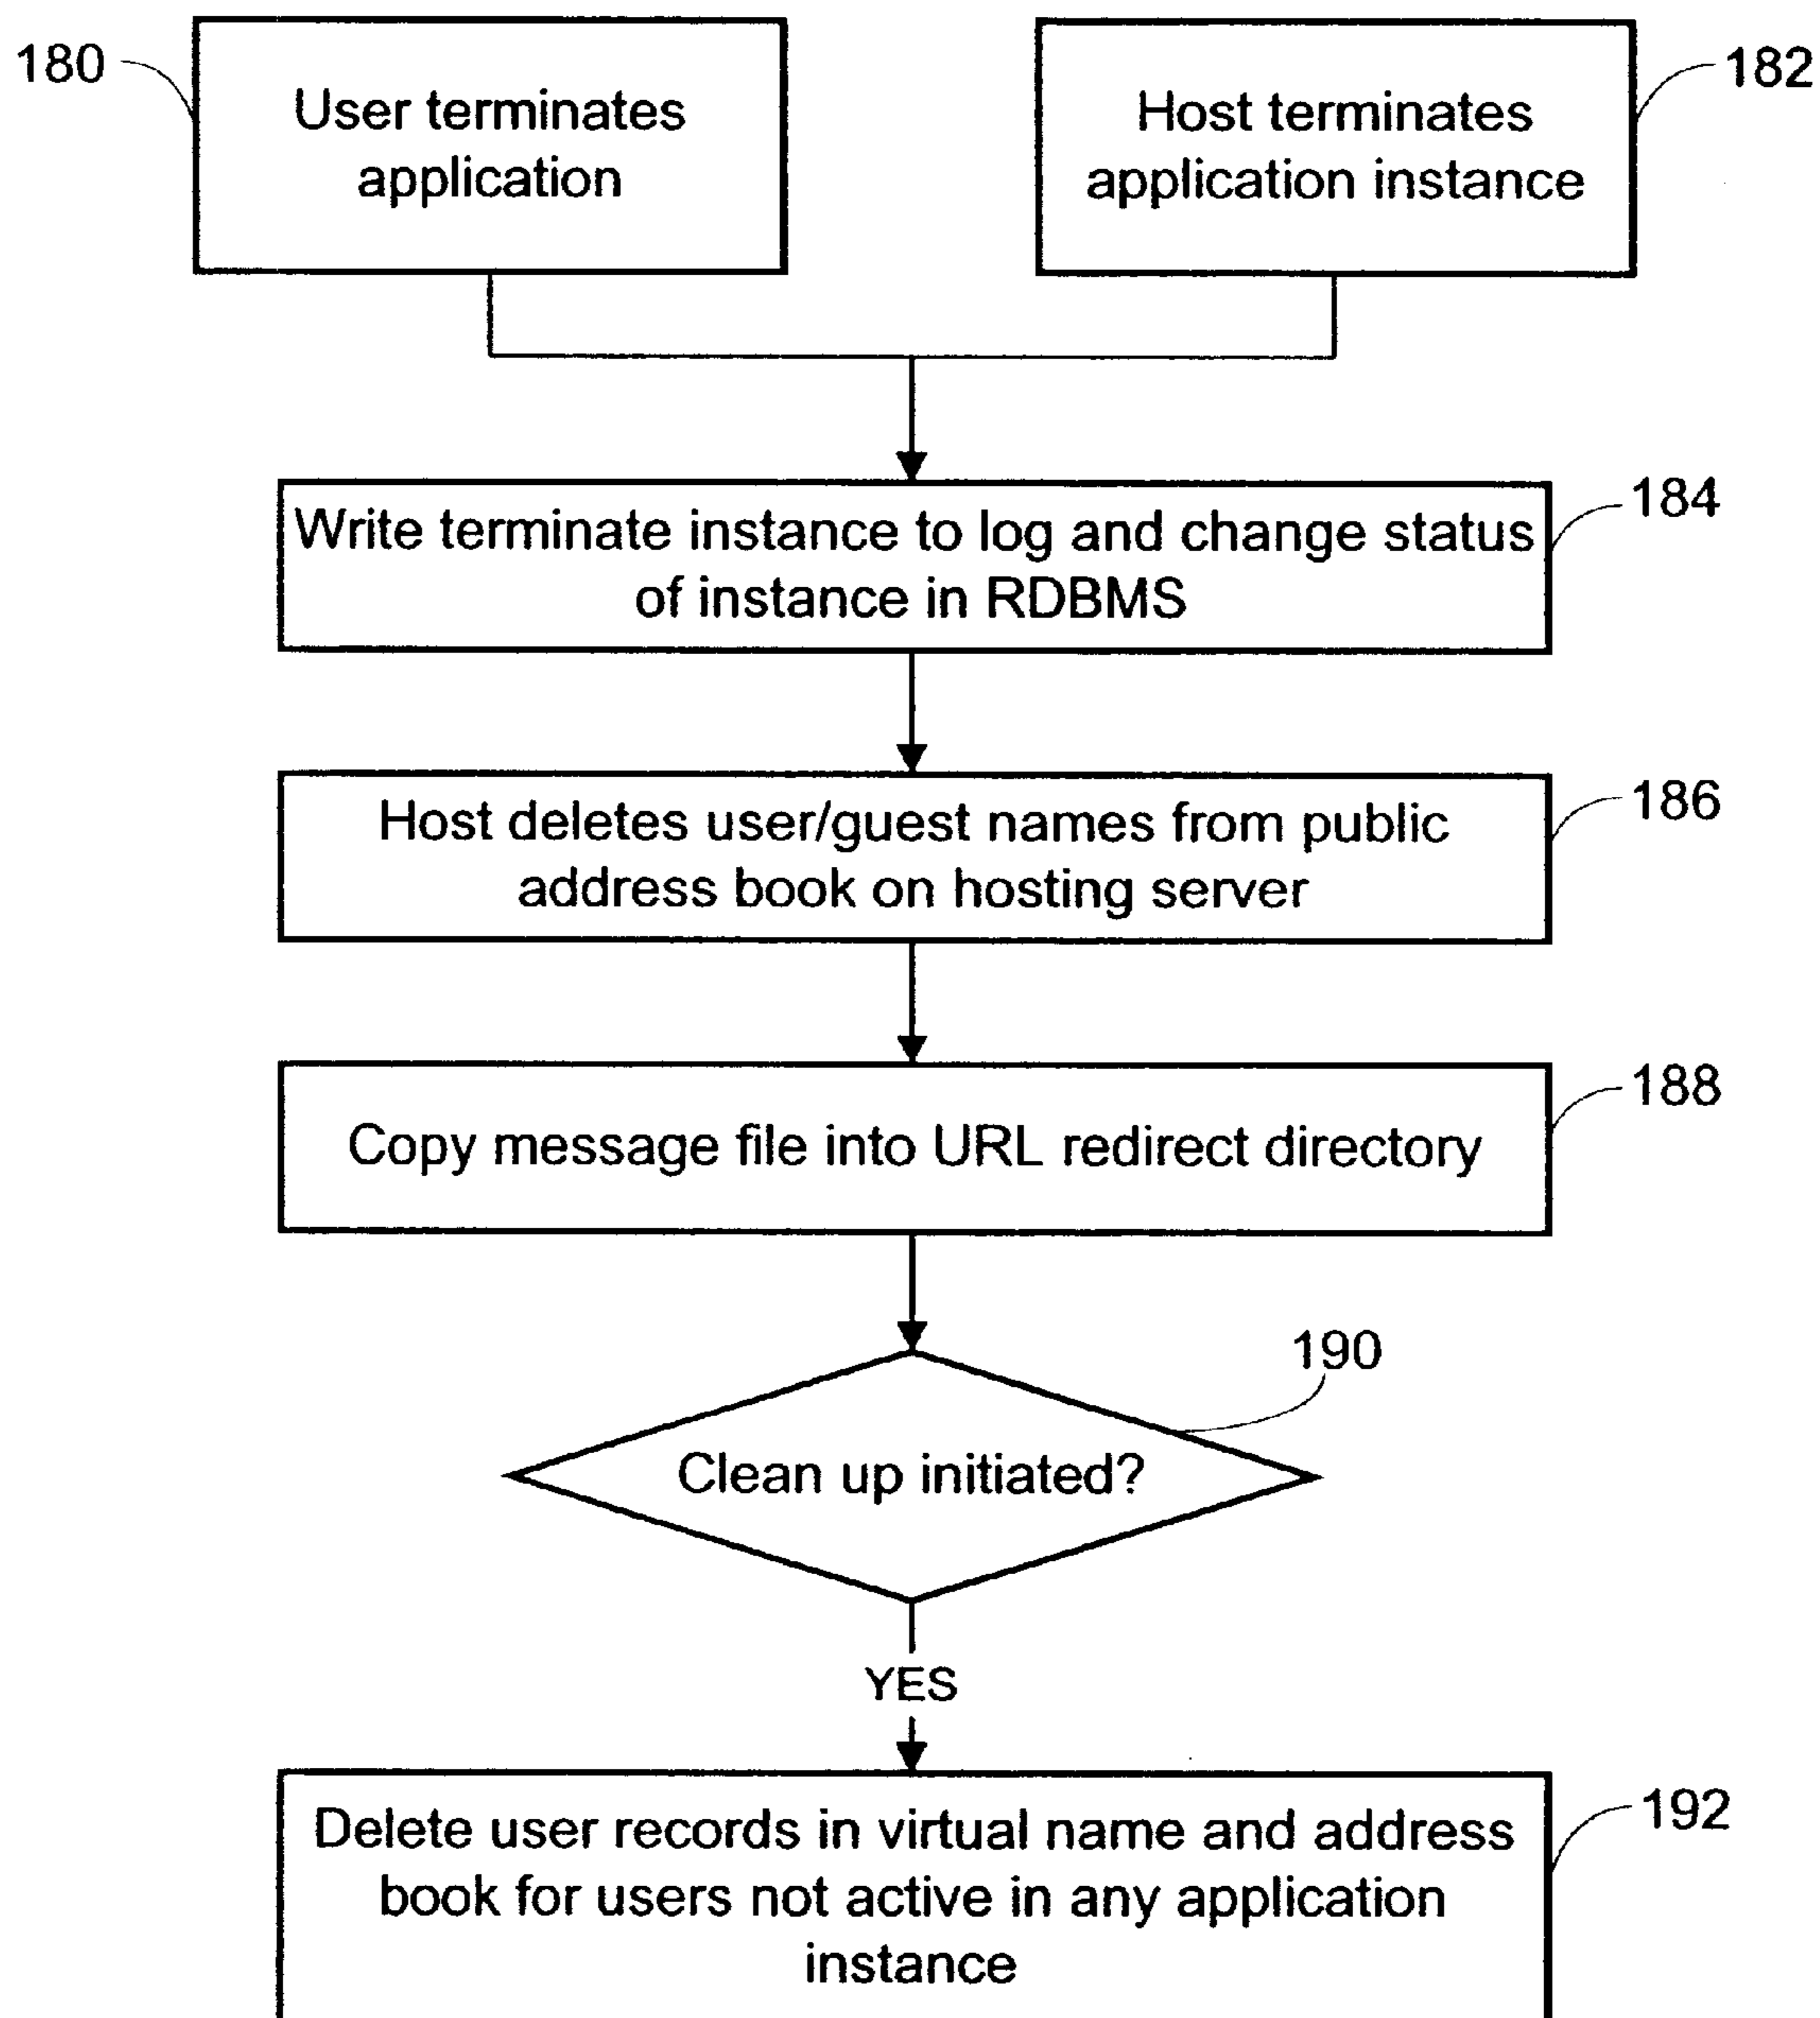 180
User terminates
application
182
Host terminates
application instance
184
Write terminate instance to log and change status
of instance in RDBMS
186
Host deletes user/guest names from public
address book on hosting server
188
Copy message file into URL redirect directory
190
Clean up initiated?
YES
192
Delete user records in virtual name and address
book for users not active in any application
instance